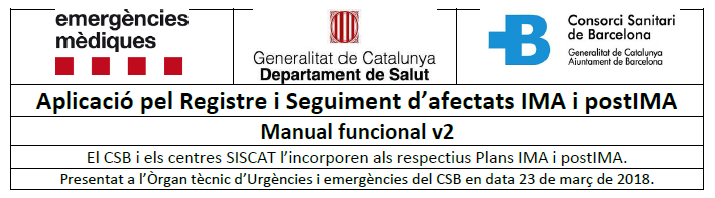 emergències
mèdiques
Generalitat de Catalunya
Departament de Salut
Consorci Sanitari
de Barcelona
Generalitat de Catalunya
Ajuntament de Barcelona
Aplicació pel Registre i Seguiment d’afectats IMA i postIMA
Manual funcional v2
El CSB i els centres SISCAT l’incorporen als respectius Plans IMA i postIMA.
Presentat a l’Òrgan tècnic d’Urgències i emergències del CSB en data 23 de març de 2018.